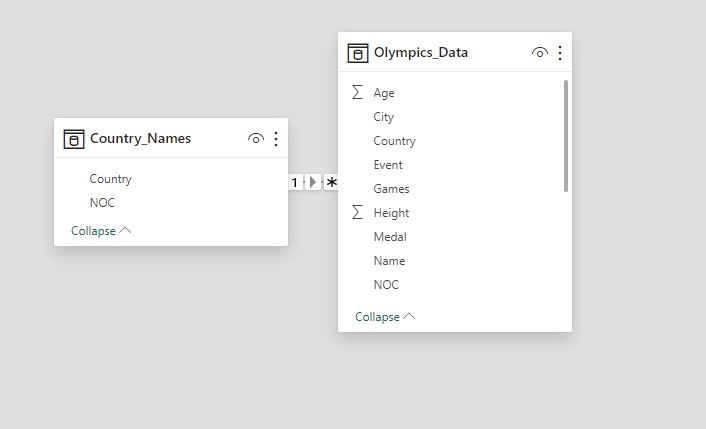 Country_Names
Country
NOC
Collapse
1
*
Olympics_Data
Σ Age
City
Country
Event
Games
Σ Height
Medal
Name
NOC
Collapse